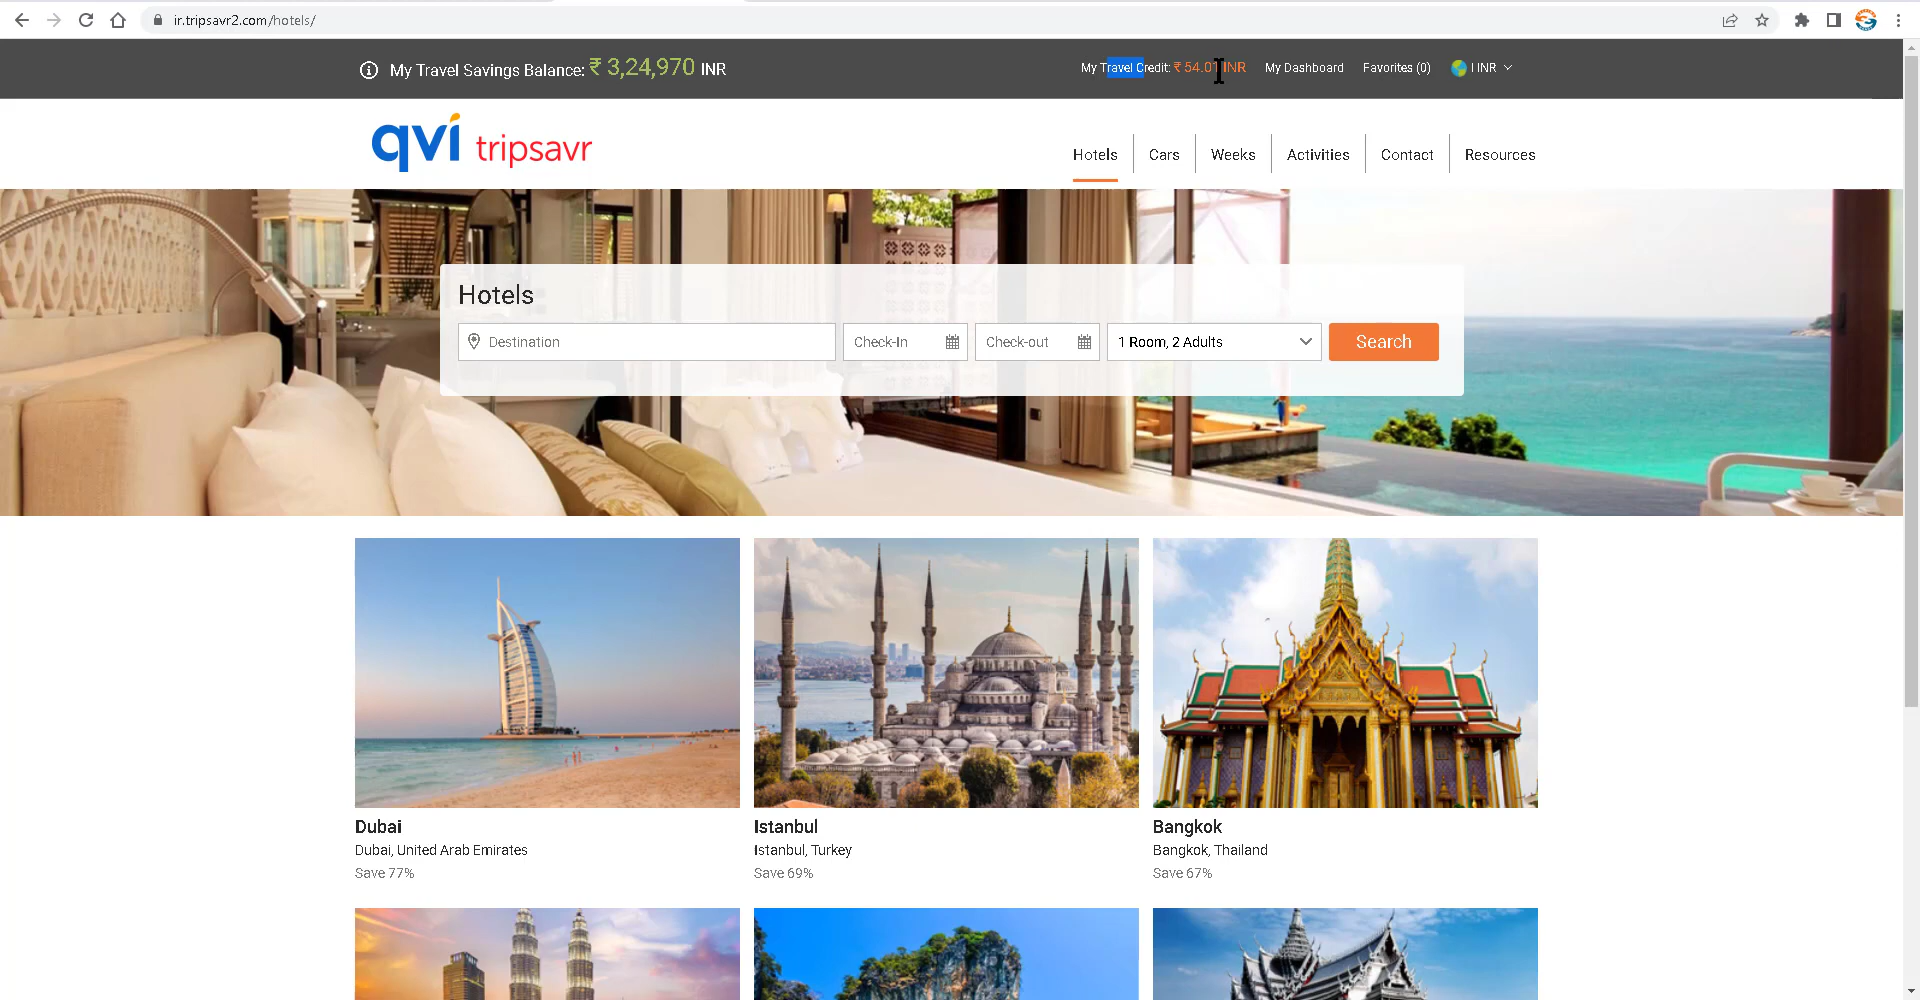 ir.tripsavr2.com/hotels/
My Travel Savings Balance: ₹ 3,24,970 INR
My Travel Credit: ₹ 54.01 INR
My Dashboard
Favorites (0)
INR
qvi tripsavr
Hotels
Cars
Weeks
Activities
Contact
Resources
Hotels
Destination
Check-In
Check-out
1 Room, 2 Adults
Search
Dubai
Dubai, United Arab Emirates
Save 77%
Istanbul
Istanbul, Turkey
Save 69%
Bangkok
Bangkok, Thailand
Save 67%